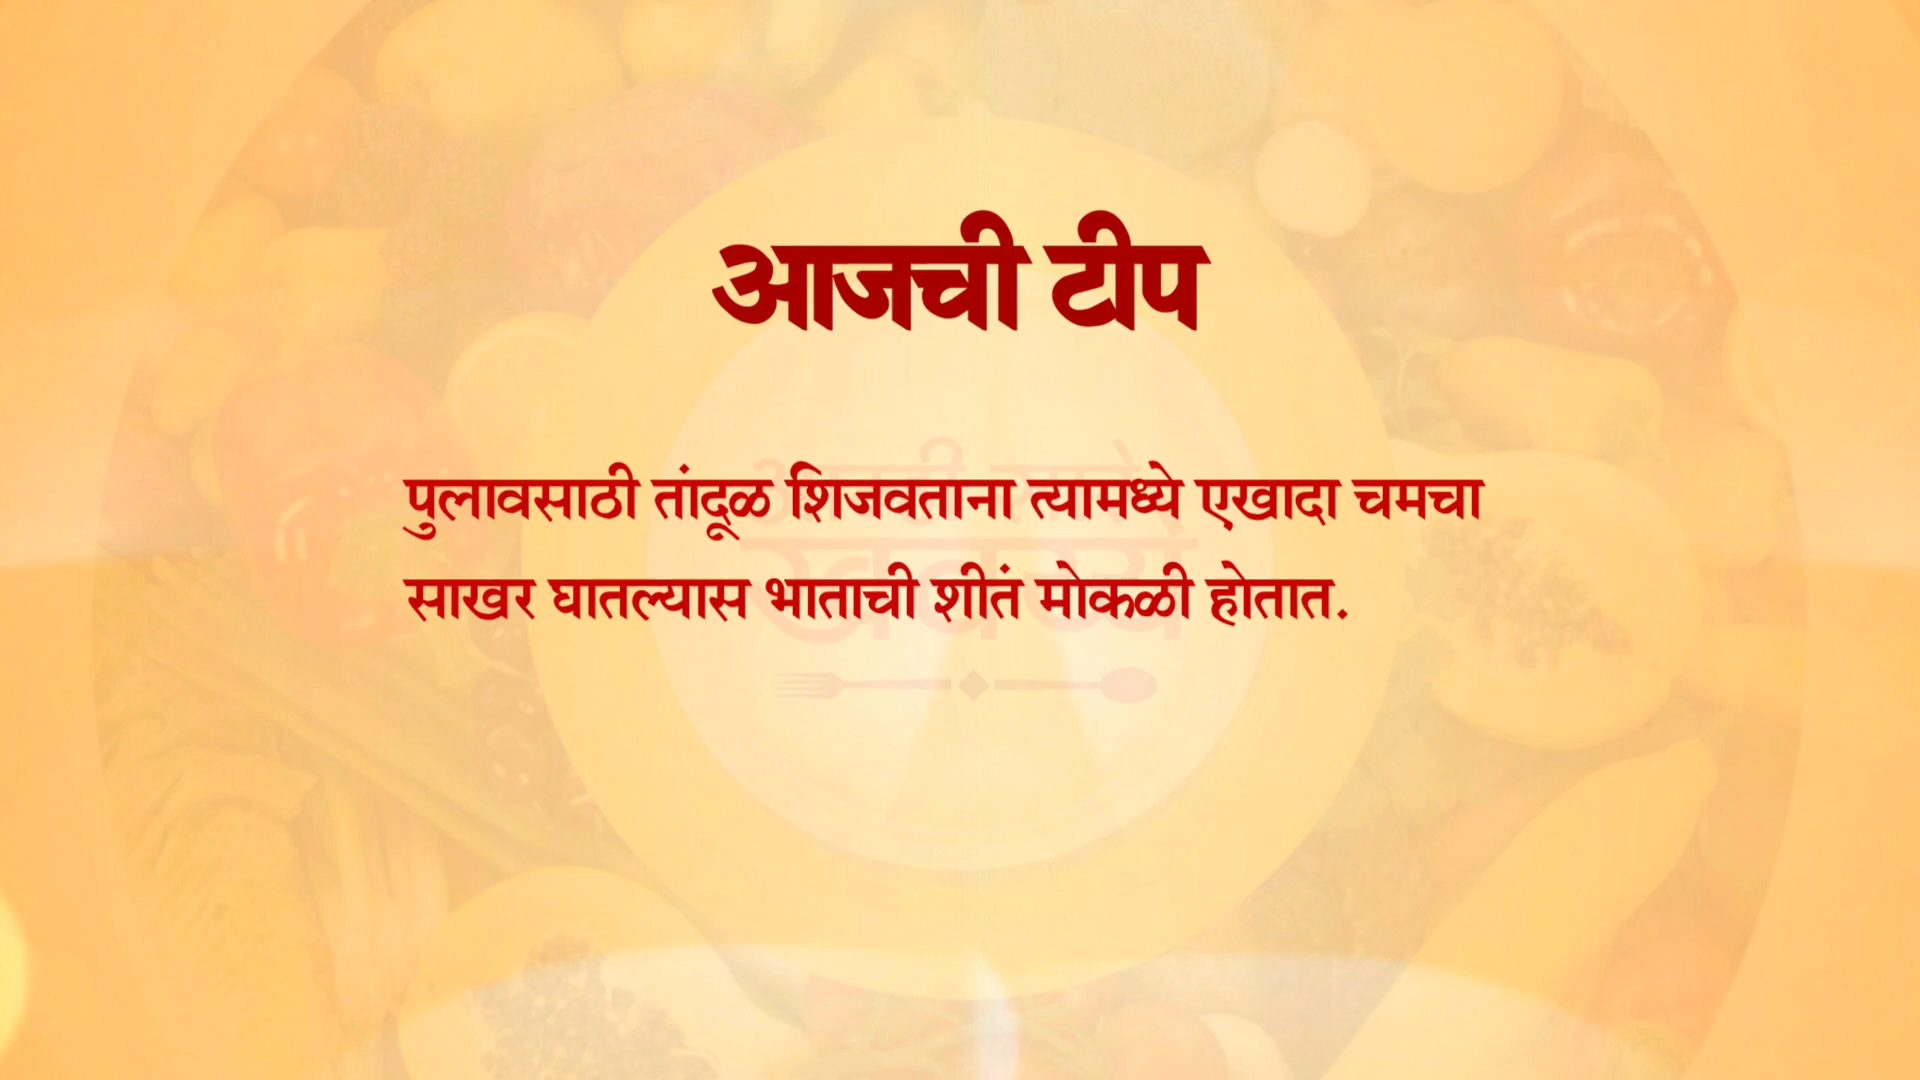 आजची टीप
पुलावसाठी तांदूळ शिजवताना त्यामध्ये एखादा चमचा
साखर घातल्यास भाताची शीतं मोकळी होतात.